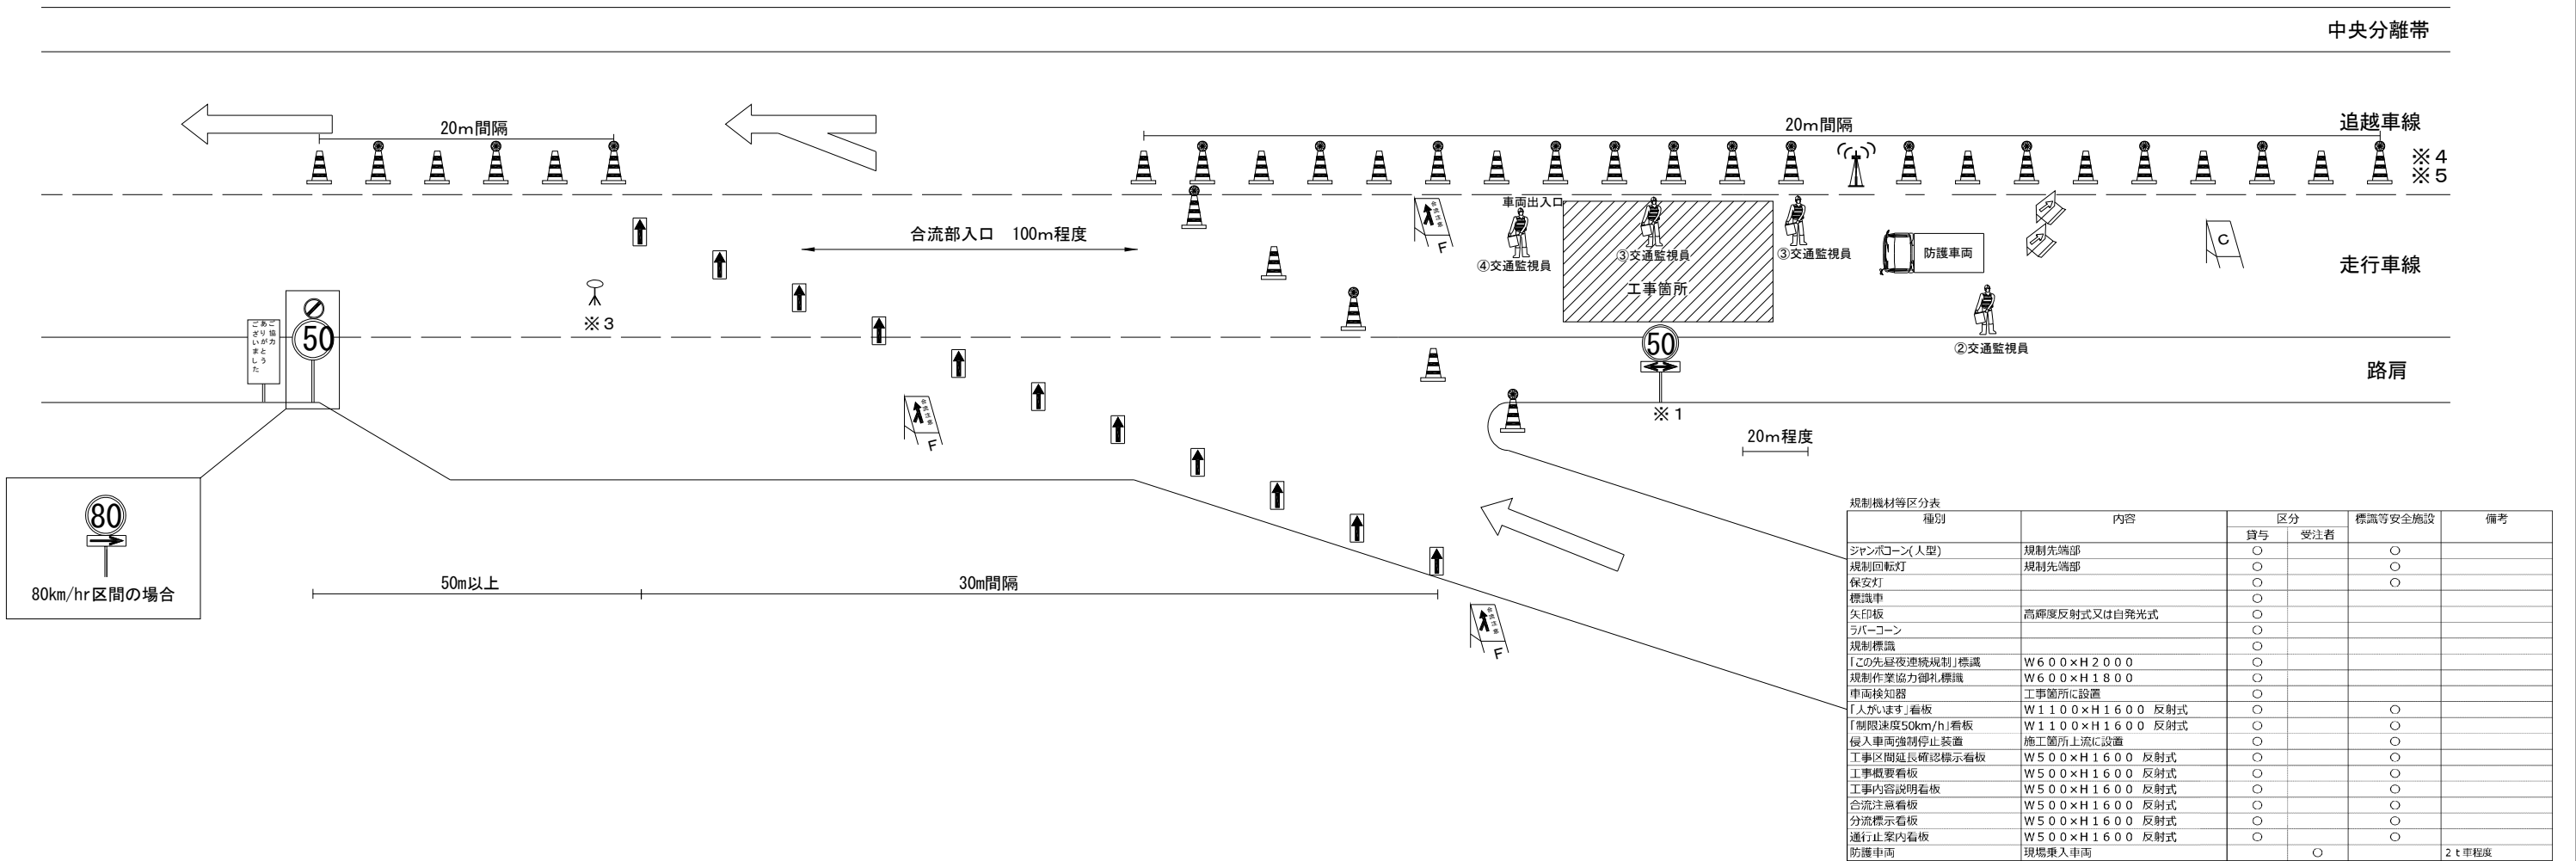 中央分離帯
追越車線
20m間隔
20m間隔
※4
※5
車両出入口
合流部入口　100m程度
F
④交通監視員
③交通監視員
③交通監視員
防護車両
C
走行車線
工事箇所
※3
ご協力
ありがとう
ございました
50
50
②交通監視員
路肩
※1
F
20m程度
80
80km/hr区間の場合
50m以上
30m間隔
F
規制機材等区分表
種別 内容 区分 標識等安全施設 備考
貸与 受注者
ジャンボコーン(人型) 規制先端部 ○ ○
規制回転灯 規制先端部 ○ ○
保安灯 ○ ○
標識車 ○
矢印板 高輝度反射式又は自発光式 ○
ラバーコーン ○
規制標識 ○
「この先昼夜連続規制」標識 W600×H2000 ○
規制作業協力御礼標識 W600×H1800 ○
車両検知器 工事箇所に設置 ○
「人がいます」看板 W1100×H1600 反射式 ○ ○
「制限速度50km/h」看板 W1100×H1600 反射式 ○ ○
侵入車両強制停止装置 施工箇所上流に設置 ○ ○
工事区間延長確認標示看板 W500×H1600 反射式 ○ ○
工事概要看板 W500×H1600 反射式 ○ ○
工事内容説明看板 W500×H1600 反射式 ○ ○
合流注意看板 W500×H1600 反射式 ○ ○
分流標示看板 W500×H1600 反射式 ○ ○
通行止案内看板 W500×H1600 反射式 ○ ○
防護車両 現場乗入車両 ○ 2t車程度